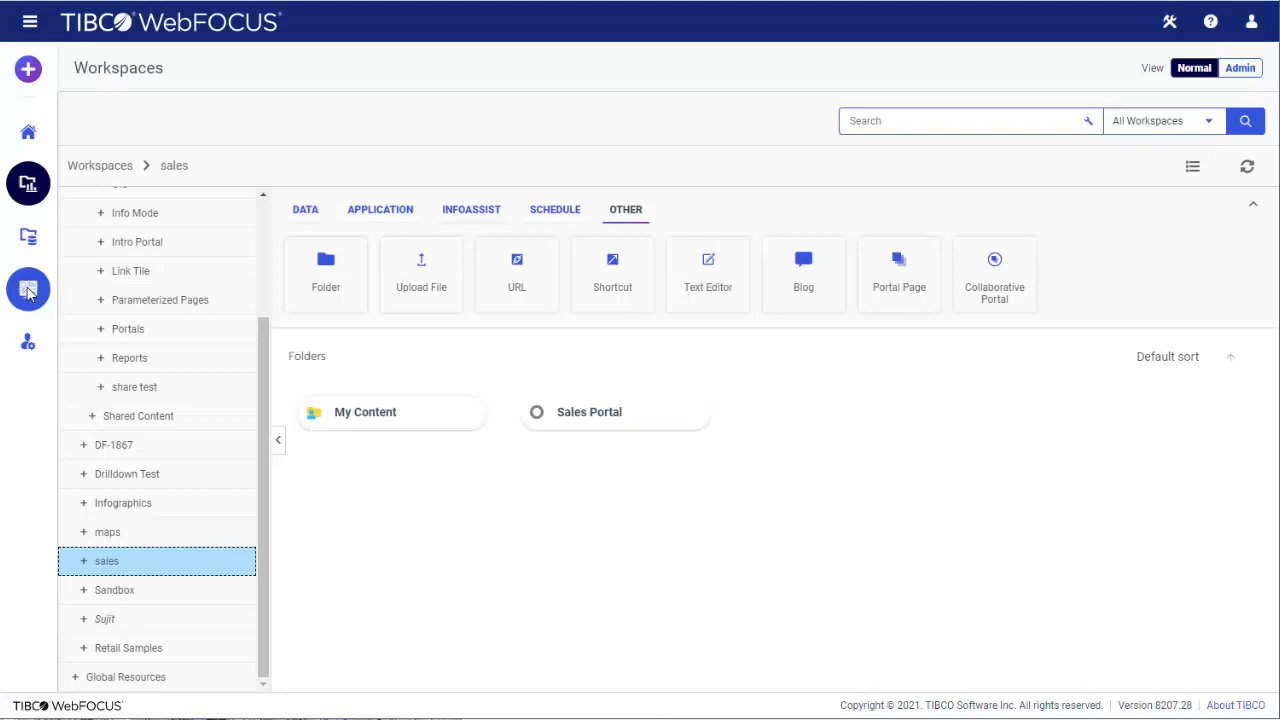 TIBCO WebFOCUS®
Workspaces
View Normal Admin
Search All Workspaces
Workspaces > sales
Info Mode
Intro Portal
Link Tile
Parameterized Pages
Portals
Reports
share test
Shared Content
DF-1867
Drilldown Test
Infographics
maps
sales
Sandbox
Sujit
Retail Samples
Global Resources
DATA APPLICATION INFOASSIST SCHEDULE OTHER
Folder Upload File URL Shortcut Text Editor Blog Portal Page Collaborative
Portal
Folders Default sort
My Content Sales Portal
TIBCO WebFOCUS® Copyright © 2021. TIBCO Software Inc. All rights reserved. | Version 8207.28 | About TIBCO